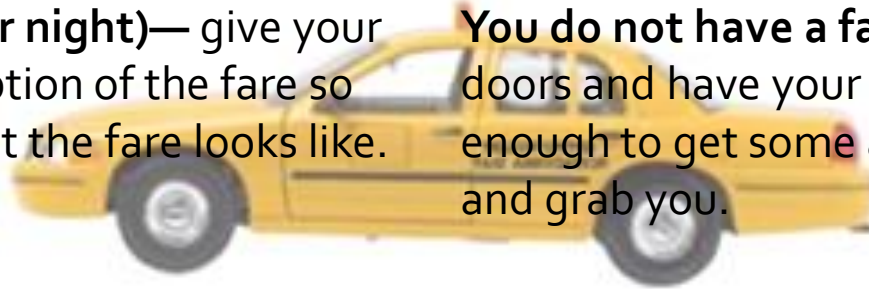 r night)— give your
tion of the fare so
t the fare looks like.
You do not have a fa
doors and have your
enough to get some
and grab you.